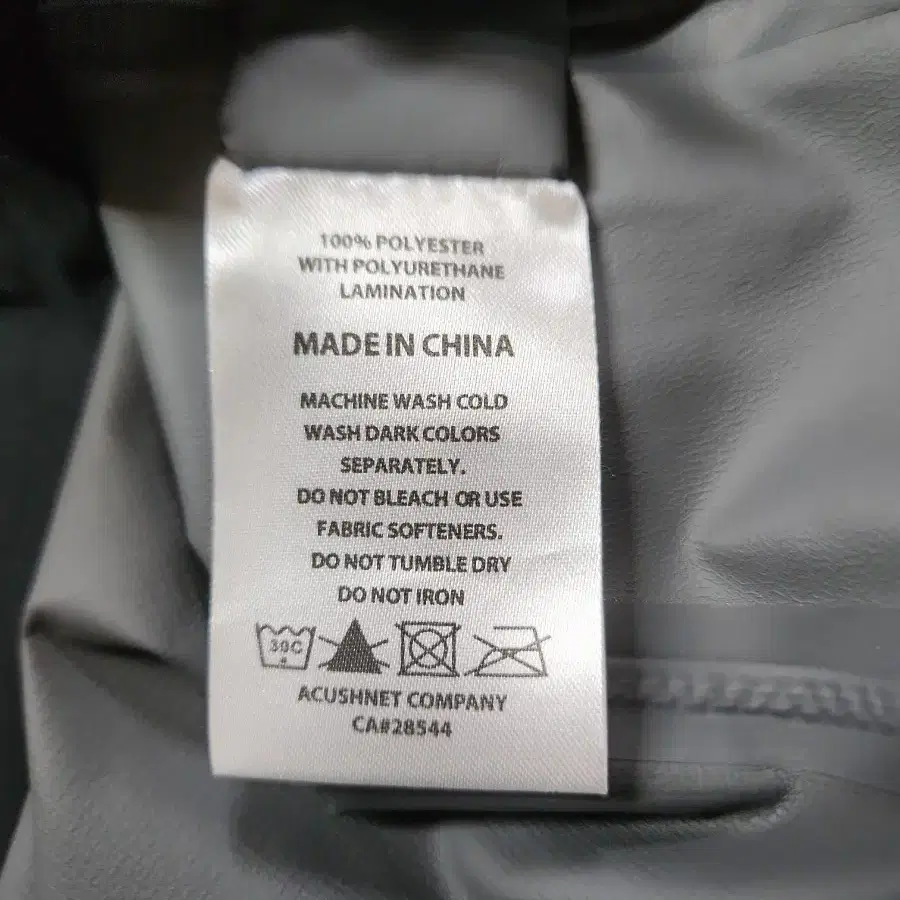 100% POLYESTER
WITH POLYURETHANE
LAMINATION
MADE IN CHINA
MACHINE WASH COLD
WASH DARK COLORS
SEPARATELY.
DO NOT BLEACH OR USE
FABRIC SOFTENERS.
DO NOT TUMBLE DRY
DO NOT IRON
30C
ACUSHNET COMPANY
CA#28544